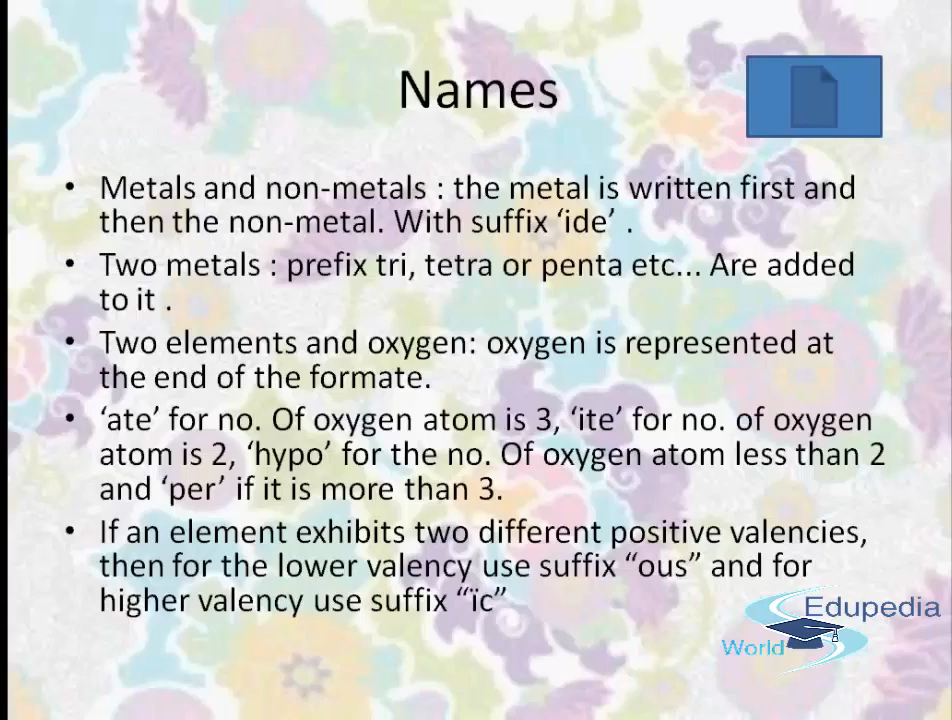 Names
• Metals and non-metals : the metal is written first and
then the non-metal. With suffix ‘ide’ .
• Two metals : prefix tri, tetra or penta etc... Are added
to it .
• Two elements and oxygen: oxygen is represented at
the end of the formate.
• ‘ate’ for no. Of oxygen atom is 3, ‘ite’ for no. of oxygen
atom is 2, ‘hypo’ for the no. Of oxygen atom less than 2
and ‘per’ if it is more than 3.
• If an element exhibits two different positive valencies,
then for the lower valency use suffix “ous” and for
higher valency use suffix “ïc”
Edupedia
World